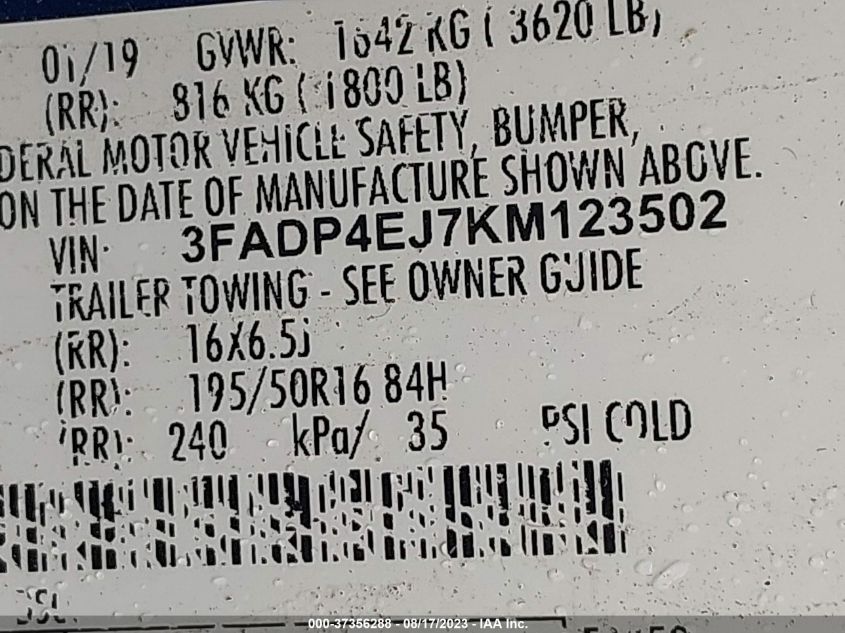 01/19 GVWR: 1642 KG ( 3620 LB)
(RR): 816 KG ( 1800 LB)
DERAL MOTOR VEHICLE SAFETY, BUMPER,
ON THE DATE OF MANUFACTURE SHOWN ABOVE.
VIN: 3FADP4EJ7KM123502
TRAILER TOWING - SEE OWNER GUIDE
(RR): 16X6.5J
(RR): 195/50R16 84H
(RR): 240 kPa/ 35 PSI COLD
000-37356288 - 08/17/2023 - IAA Inc.